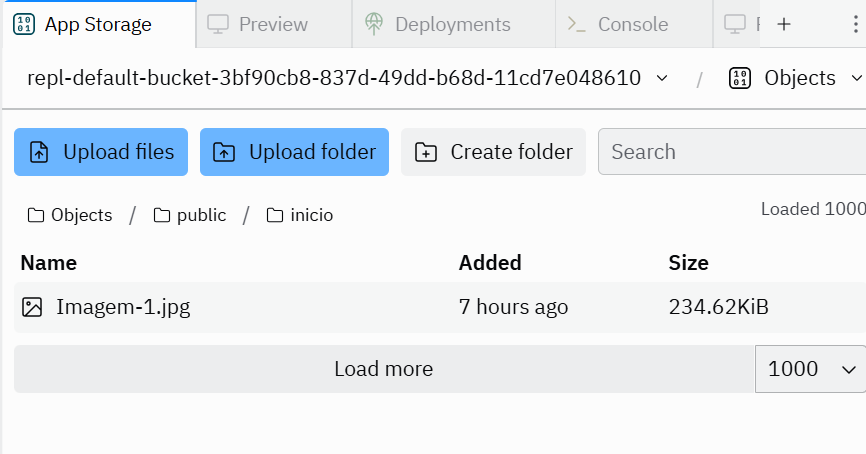 App Storage Preview Deployments Console
repl-default-bucket-3bf90cb8-837d-49dd-b68d-11cd7e048610 / Objects
Upload files Upload folder Create folder Search
Objects / public / inicio Loaded 1000
Name Added Size
Imagem-1.jpg 7 hours ago 234.62KiB
Load more 1000